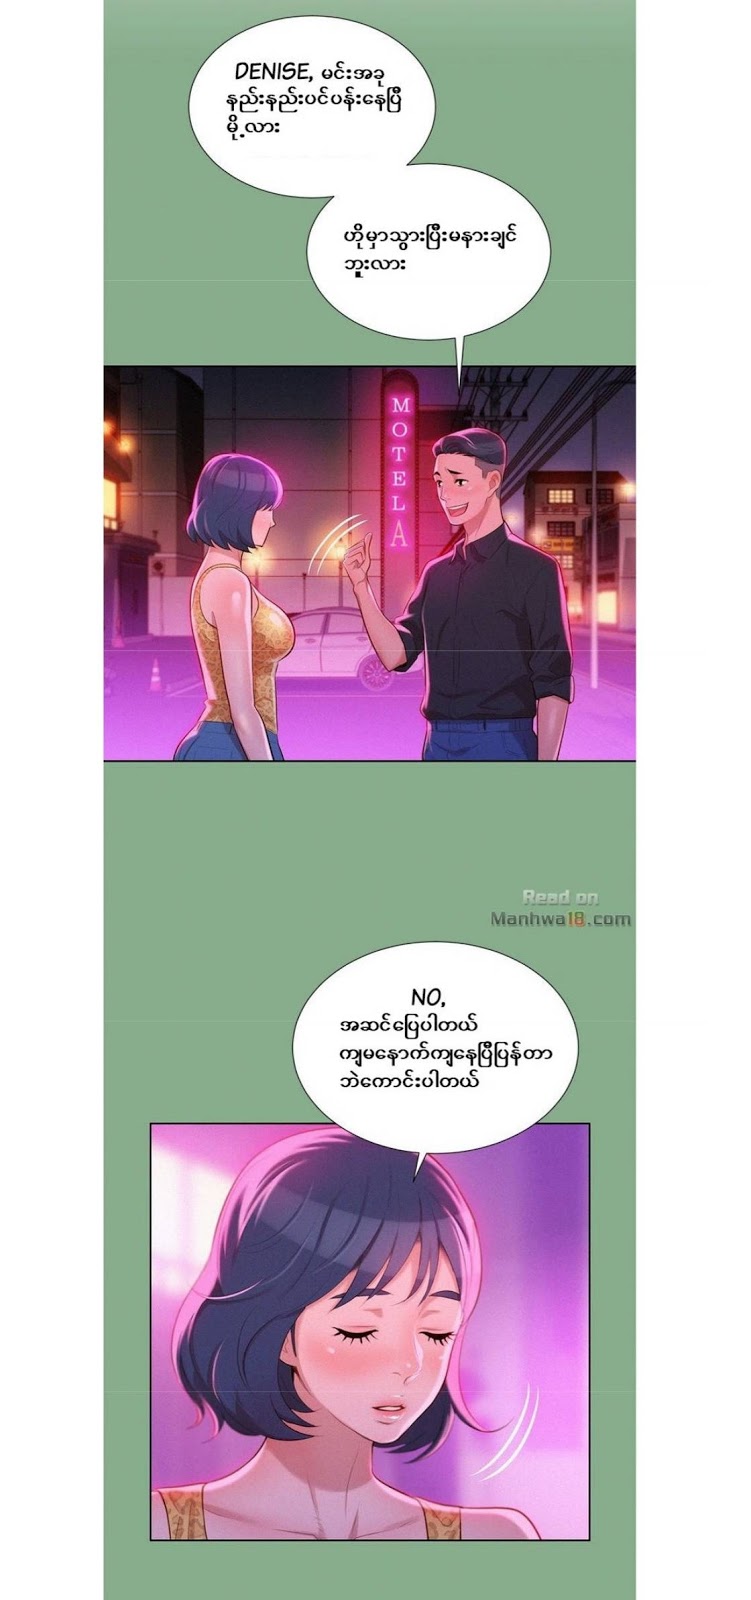 DENISE, မင်းအခု
နည်းနည်းပင်ပန်းနေပြီ
မို့လား
ဟိုမှာသွားပြီးမနားချင်
ဘူးလား
MOTEL A
Read on
Manhwa18.com
NO,
အဆင်ပြေပါတယ်
ကျမနောက်ကျနေပြီပြန်တာ
ဘဲကောင်းပါတယ်